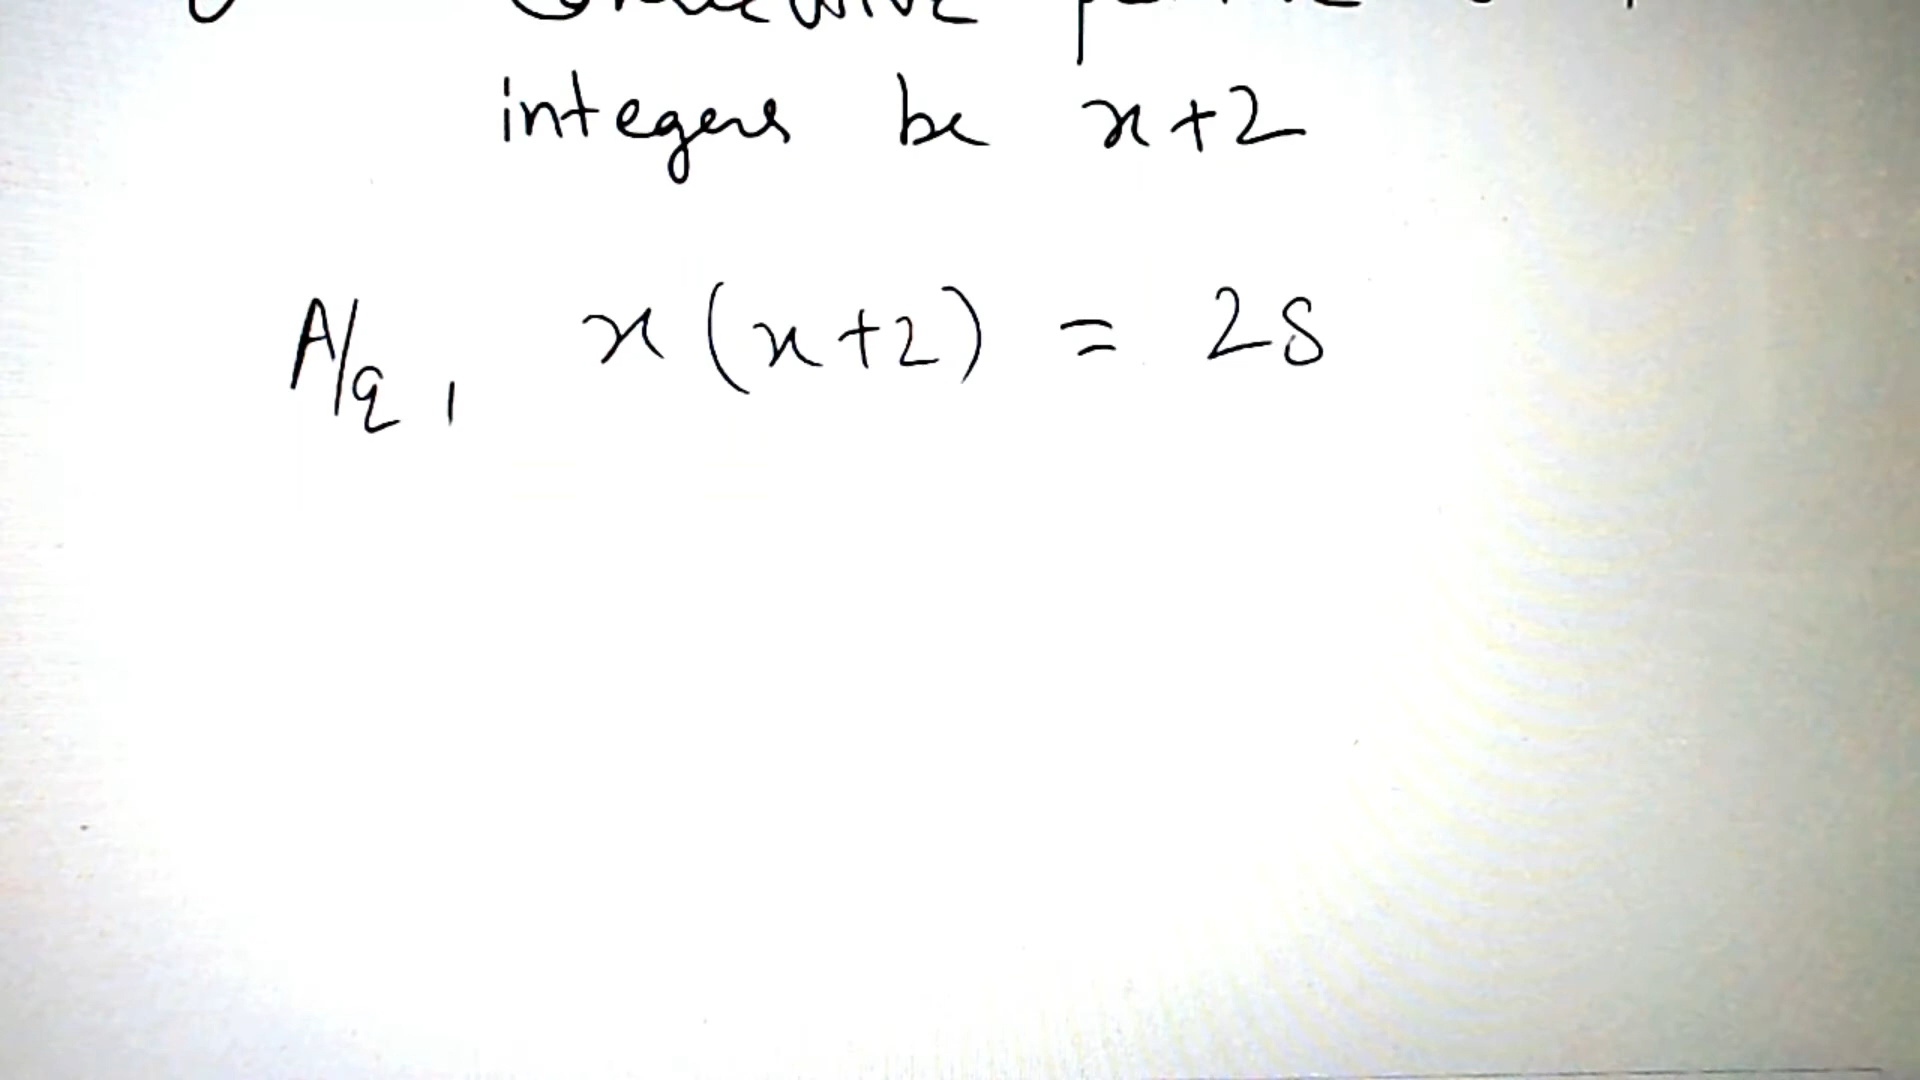 integers be x+2
A/q, x (x+2) = 28